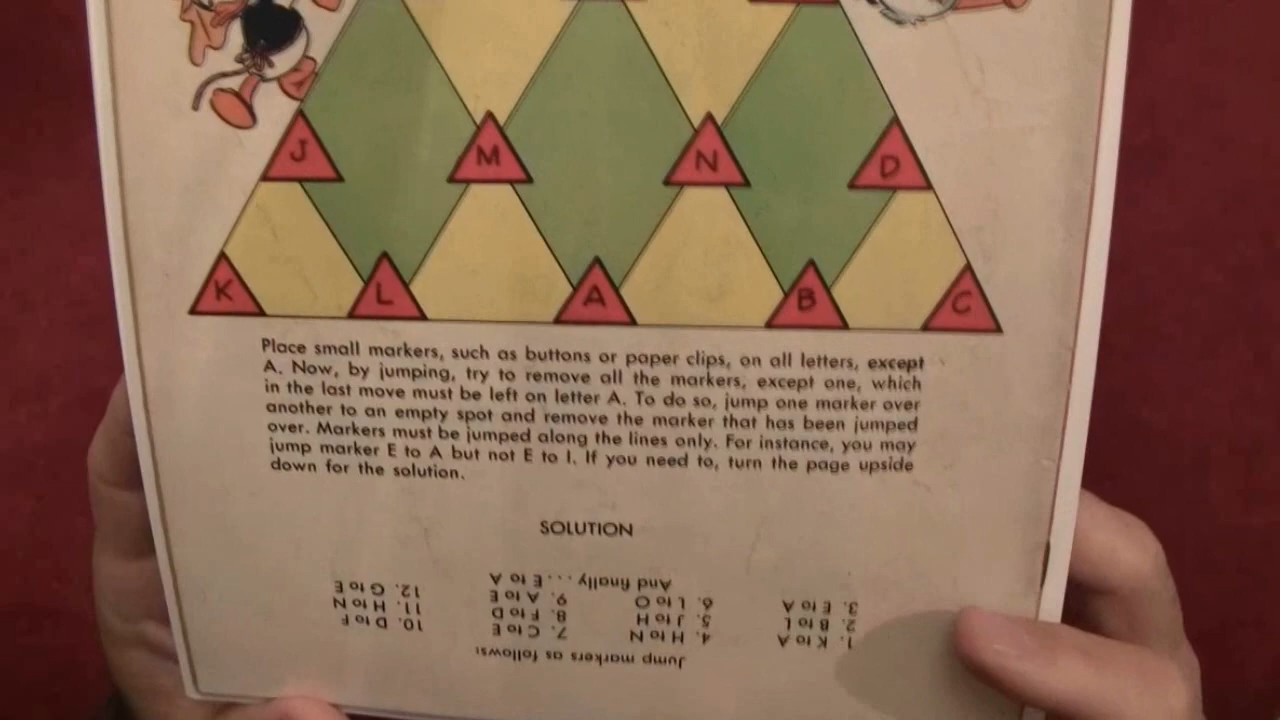 J M N D
K L A B C
Place small markers, such as buttons or paper clips, on all letters, except
A. Now, by jumping, try to remove all the markers, except one, which
in the last move must be left on letter A. To do so, jump one marker over
another to an empty spot and remove the marker that has been jumped
over. Markers must be jumped along the lines only. For instance, you may
jump marker E to A but not E to I. If you need to, turn the page upside
down for the solution.
SOLUTION
Jump markers as follows:
1. K to A
2. B to L
3. E to A
4. H to N
5. J to H
6. L to O
7. C to E
8. F to D
9. A to E
10. D to F
11. H to N
12. G to E
And finally . . . E to A